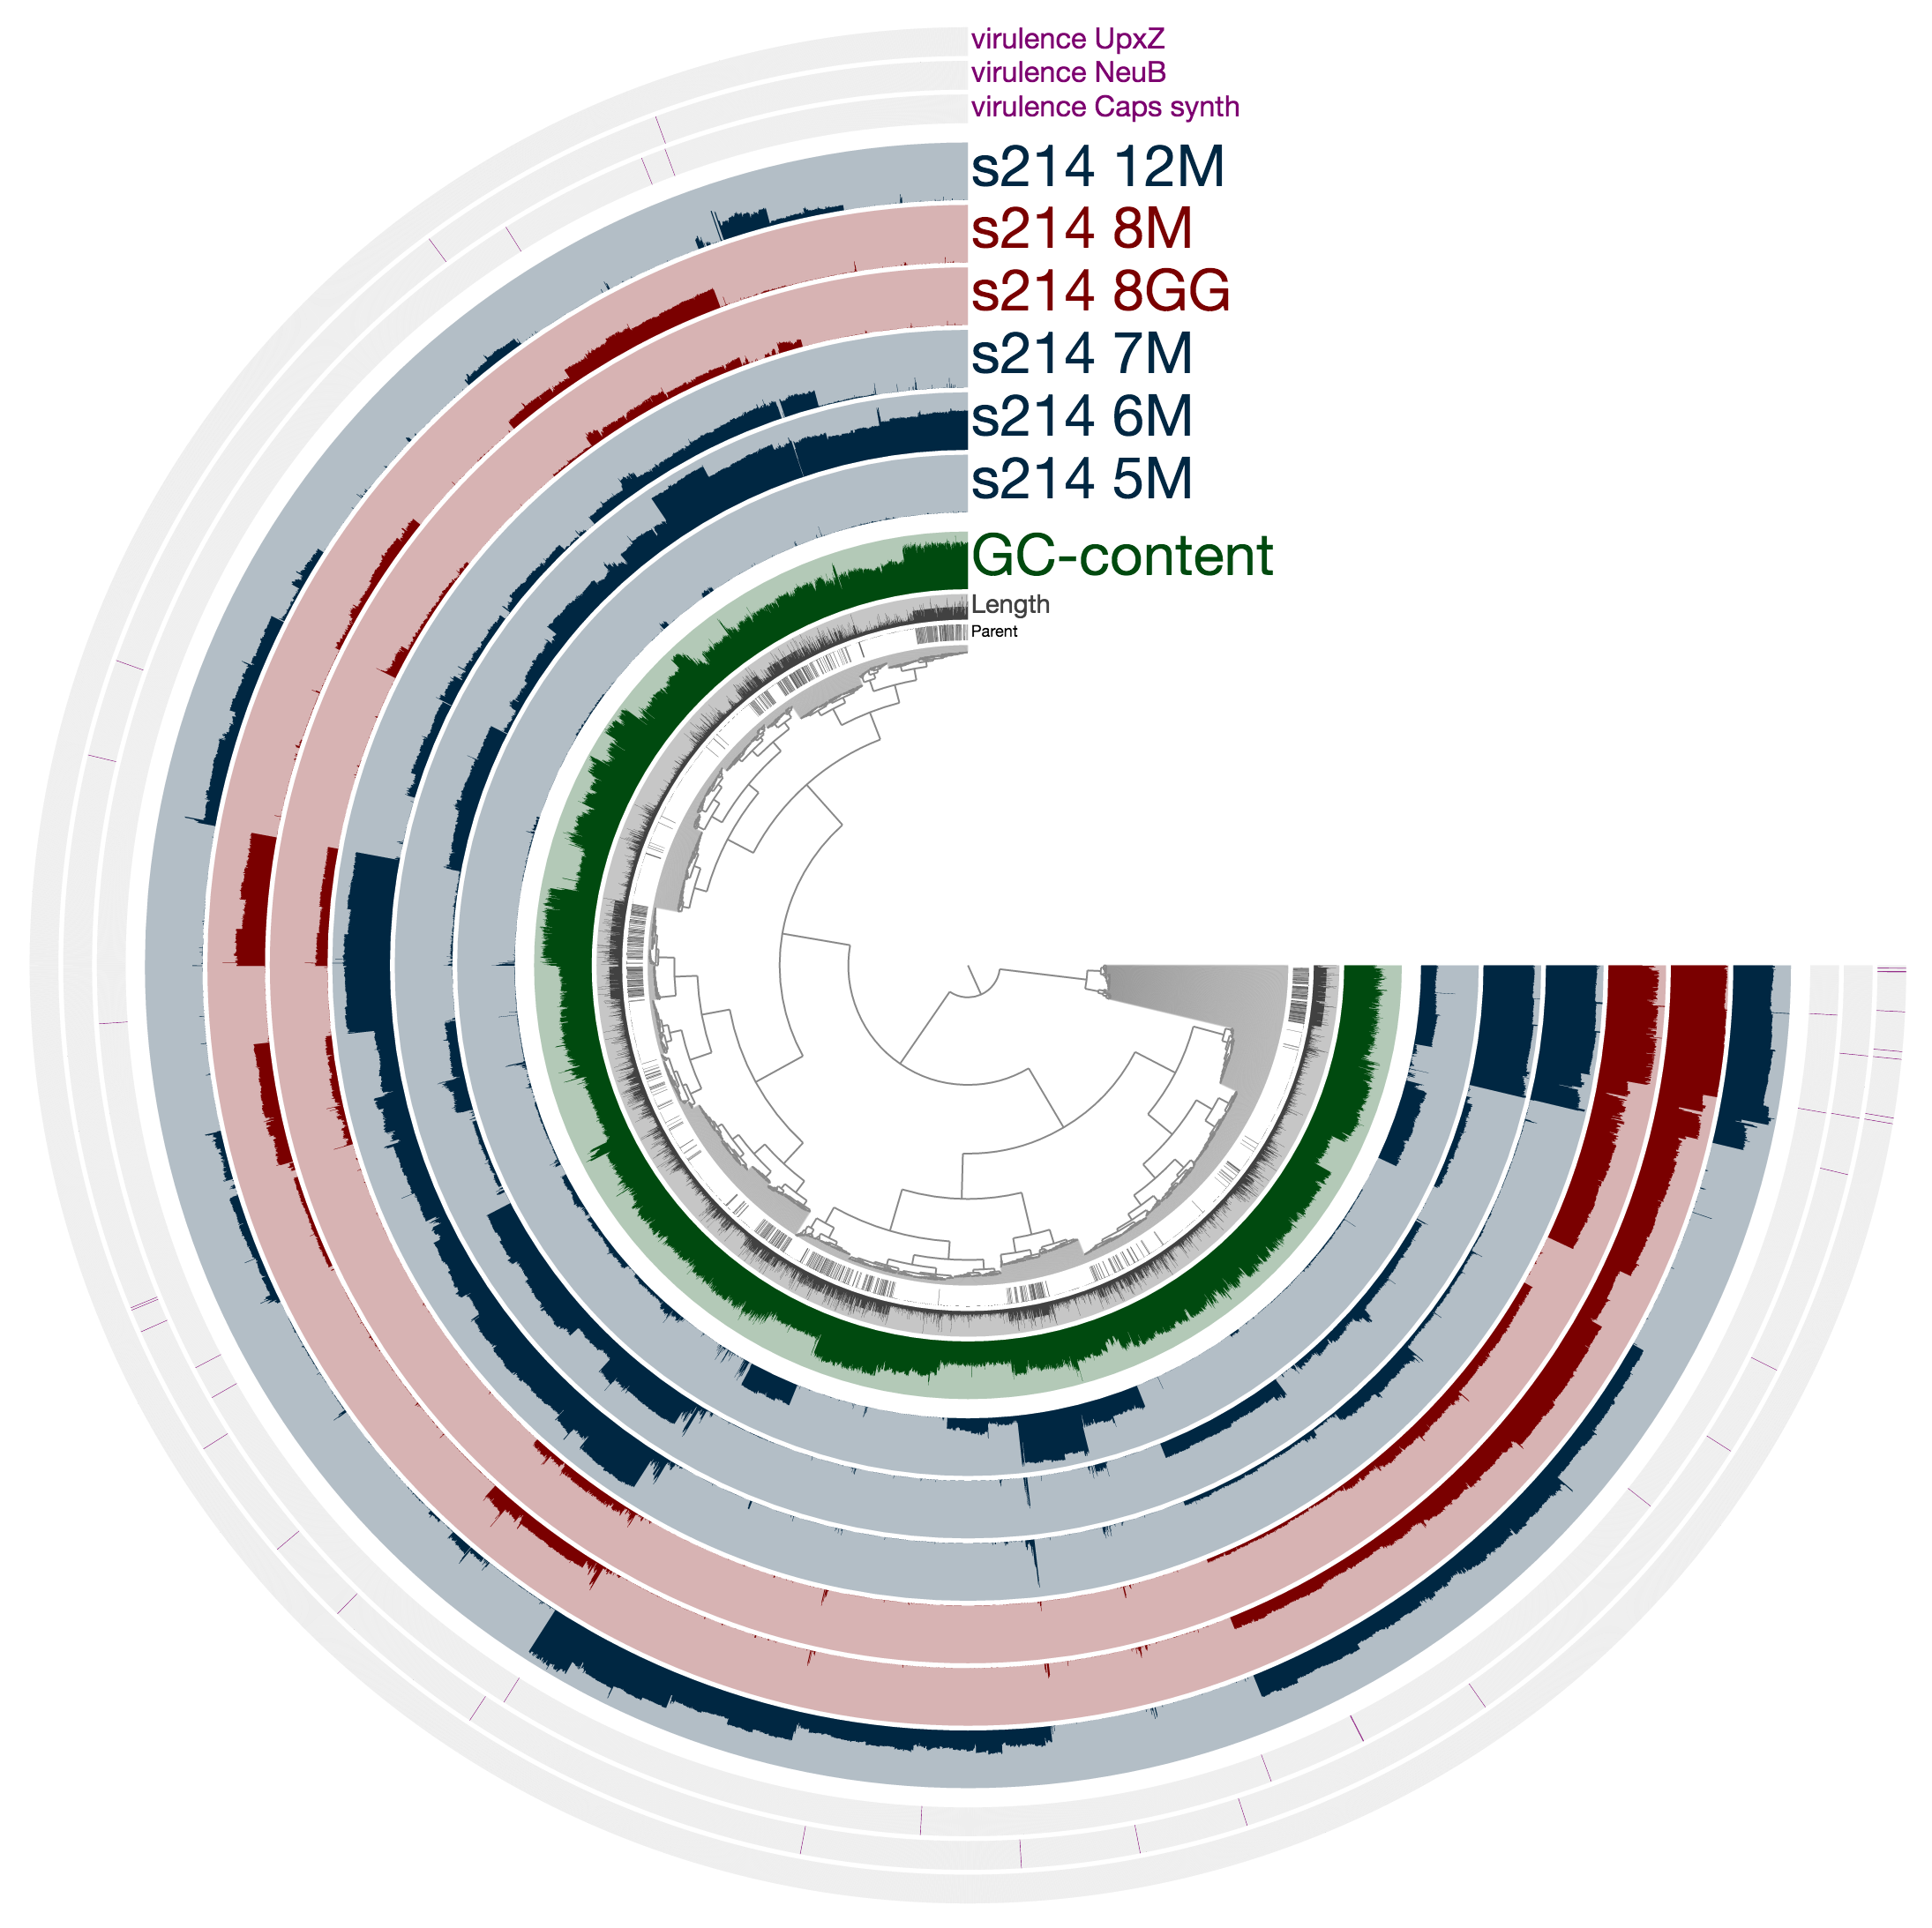 virulence UpxZ
virulence NeuB
virulence Caps synth
s214 12M
s214 8M
s214 8GG
s214 7M
s214 6M
s214 5M
GC-content
Length
Parent